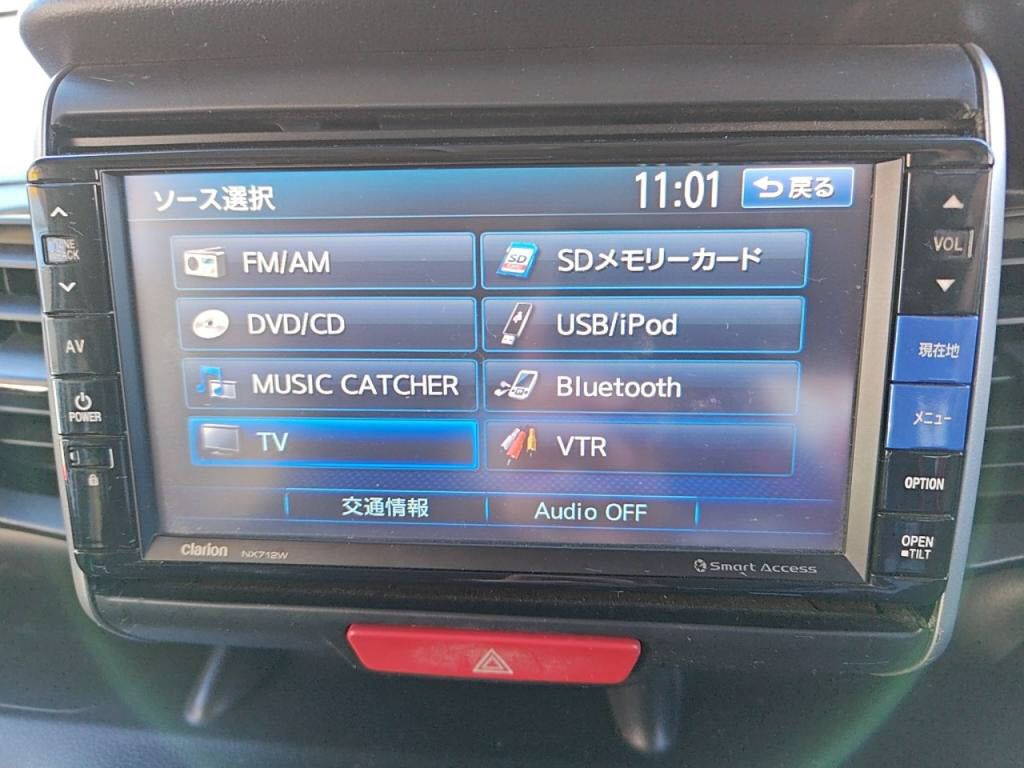 ソース選択 11:01 戻る
FM/AM SDメモリーカード
DVD/CD USB/iPod
MUSIC CATCHER Bluetooth
TV VTR
交通情報 Audio OFF
clarion NX712W Smart Access
AV
POWER
VOL
現在地
メニュー
OPTION
OPEN
TILT
SD